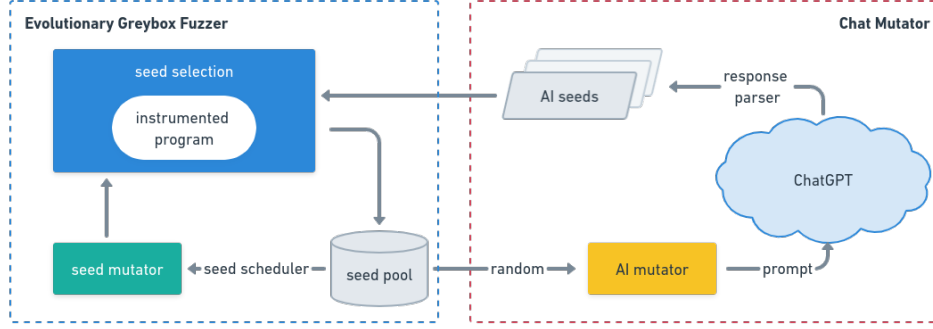 Evolutionary Greybox Fuzzer
Chat Mutator
seed selection
instrumented
program
AI seeds
response
parser
ChatGPT
seed mutator
seed scheduler
seed pool
random
AI mutator
prompt